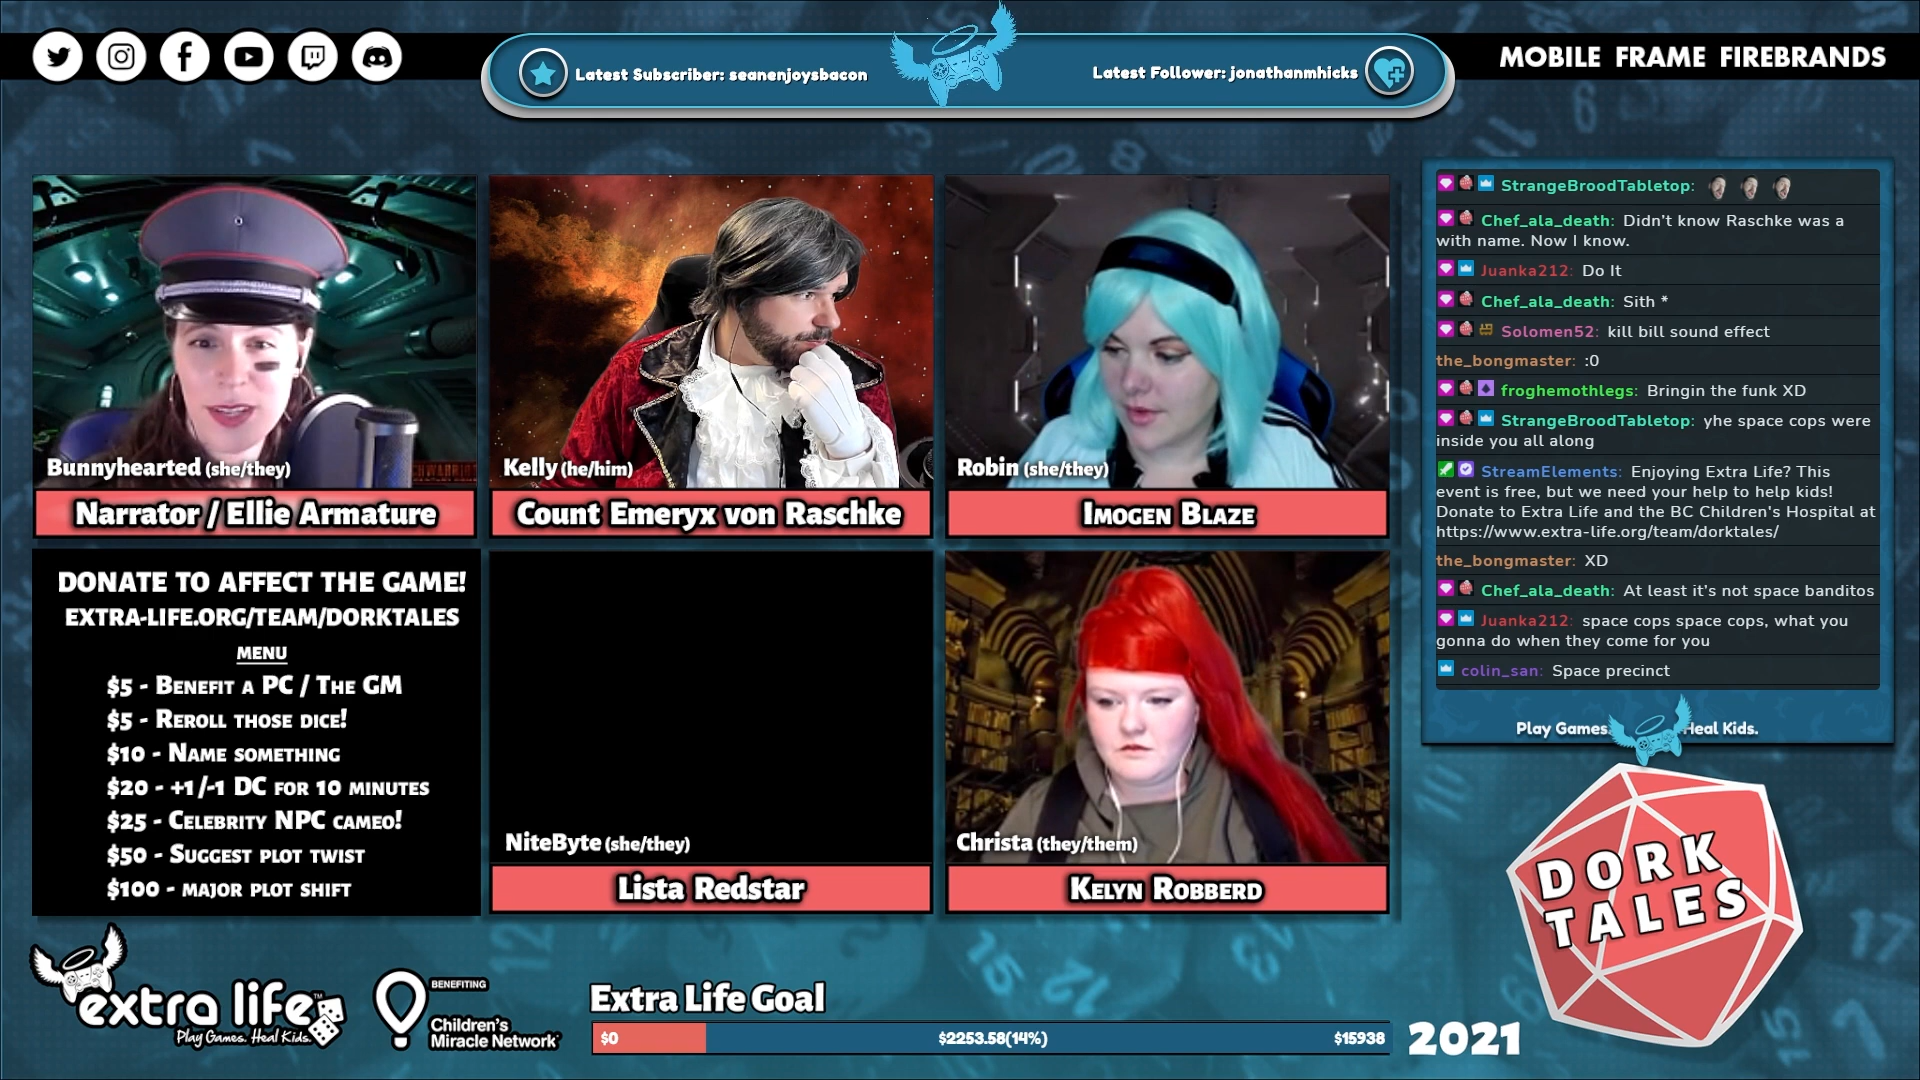 Latest Subscriber: seanenjoysbacon
Latest Follower: jonathanmhicks
MOBILE FRAME FIREBRANDS
Bunnyhearted (she/they)
Narrator / Ellie Armature
Kelly (he/him)
Count Emeryx von Raschke
Robin (she/they)
Imogen Blaze
DONATE TO AFFECT THE GAME!
EXTRA-LIFE.ORG/TEAM/DORKTALES
MENU
$5 - Benefit a PC / The GM
$5 - Reroll those dice!
$10 - Name something
$20 - +1/-1 DC for 10 minutes
$25 - Celebrity NPC cameo!
$50 - Suggest plot twist
$100 - major plot shift
NiteByte (she/they)
Lista Redstar
Christa (they/them)
Kelyn Robberd
StrangeBroodTabletop:
Chef_ala_death: Didn't know Raschke was a
with name. Now I know.
Juanka212: Do It
Chef_ala_death: Sith *
Solomen52: kill bill sound effect
the_bongmaster: :0
froghemothlegs: Bringin the funk XD
StrangeBroodTabletop: yhe space cops were
inside you all along
StreamElements: Enjoying Extra Life? This
event is free, but we need your help to help kids!
Donate to Extra Life and the BC Children's Hospital at
https://www.extra-life.org/team/dorktales/
the_bongmaster: XD
Chef_ala_death: At least it's not space banditos
Juanka212: space cops space cops, what you
gonna do when they come for you
colin_san: Space precinct
Play Games. Heal Kids.
DORK
TALES
extra life™
Play Games. Heal Kids.
BENEFITING
Children's
Miracle Network
Extra Life Goal
$0
$2253.58(14%)
$15938
2021